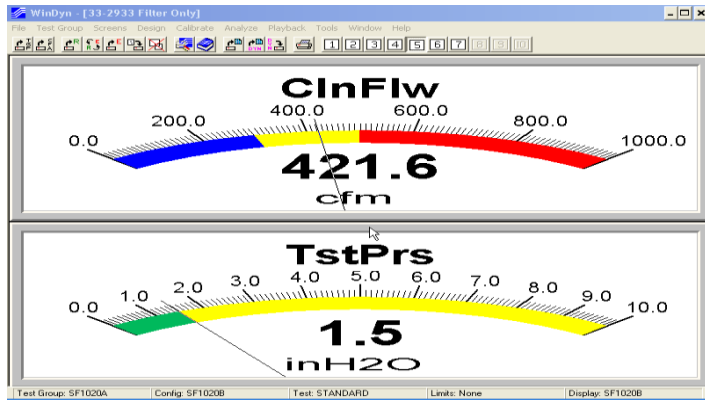 WinDyn - [33-2933 Filter Only]
File Test Group Screens Design Calibrate Analyze Playback Tools Window Help
1 2 3 4 5 6 7 8 9 10
ClnFlw
0.0 200.0 400.0 600.0 800.0 1000.0
421.6
cfm
TstPrs
0.0 1.0 2.0 3.0 4.0 5.0 6.0 7.0 8.0 9.0 10.0
1.5
inH2O
Test Group: SF1020A Config: SF1020B Test: STANDARD Limits: None Display: SF1020B